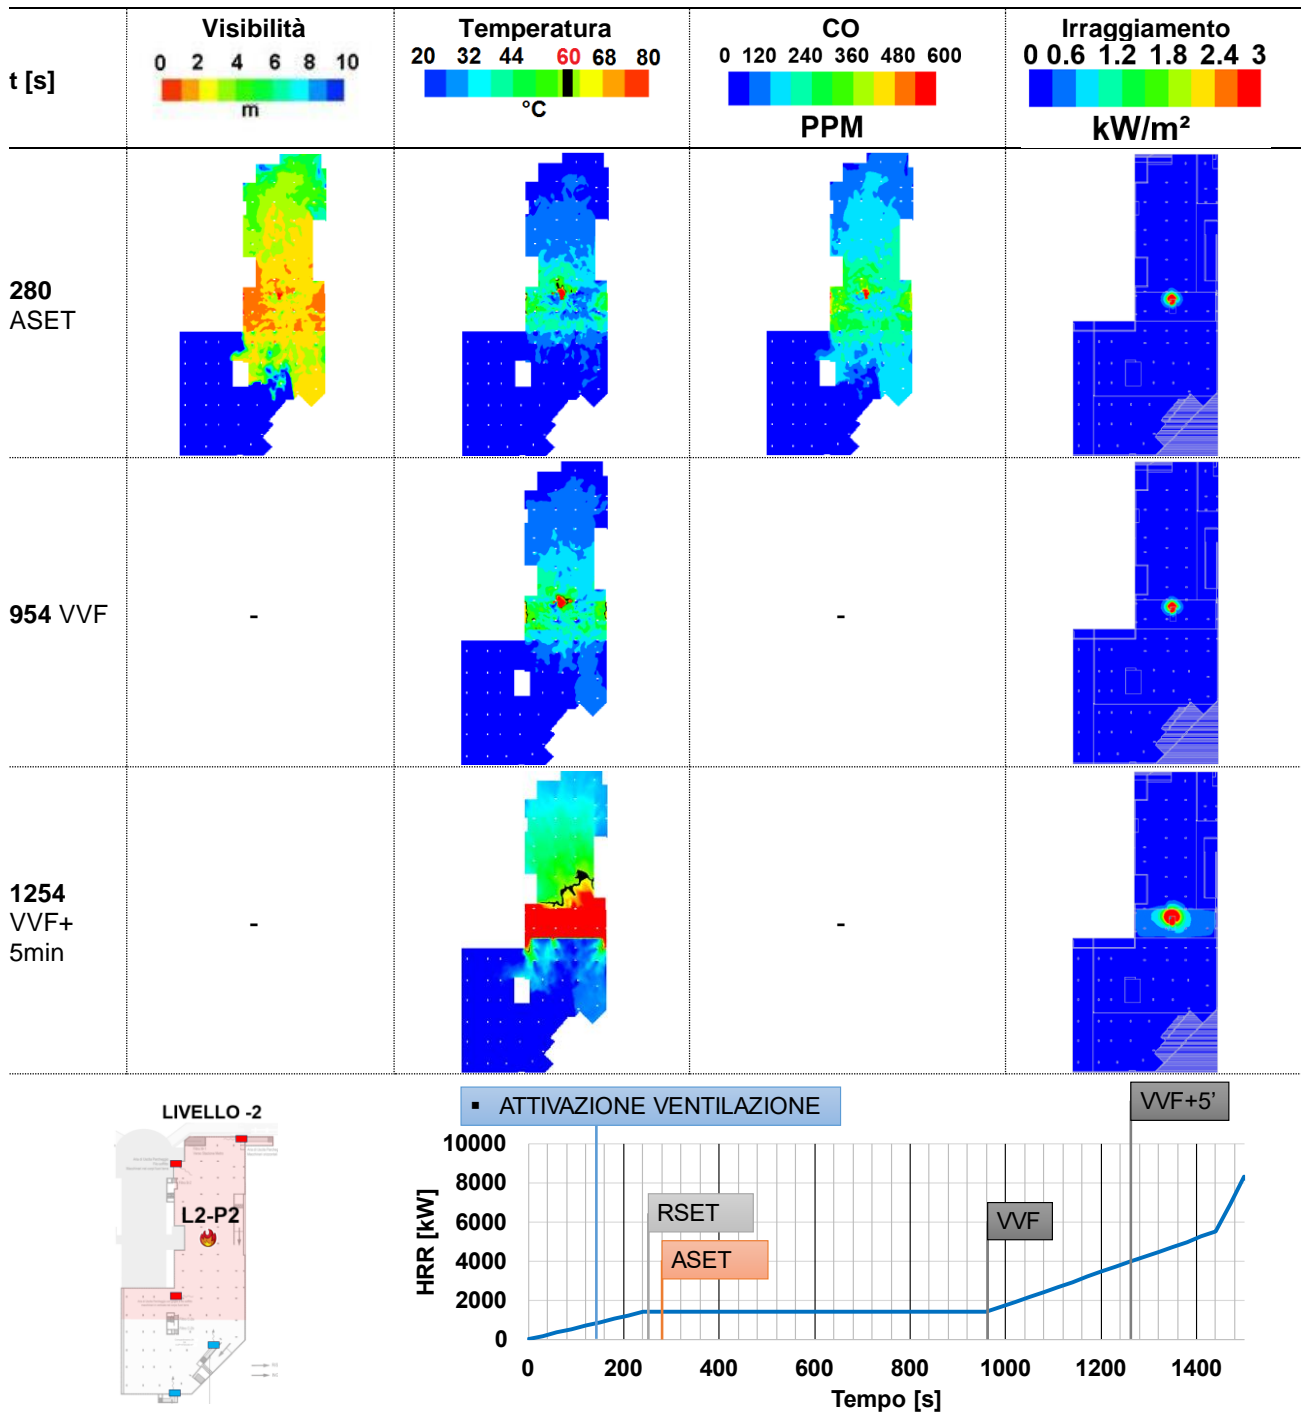 t [s]
Visibilità
0 2 4 6 8 10
m
Temperatura
20 32 44 60 68 80
°C
CO
0 120 240 360 480 600
PPM
Irraggiamento
0 0.6 1.2 1.8 2.4 3
kW/m²
280
ASET
954 VVF
-
-
1254
VVF+
5min
-
-
LIVELLO -2
L2-P2
▪ ATTIVAZIONE VENTILAZIONE
VVF+5'
RSET
ASET
VVF
HRR [kW]
10000
8000
6000
4000
2000
0
0 200 400 600 800 1000 1200 1400
Tempo [s]